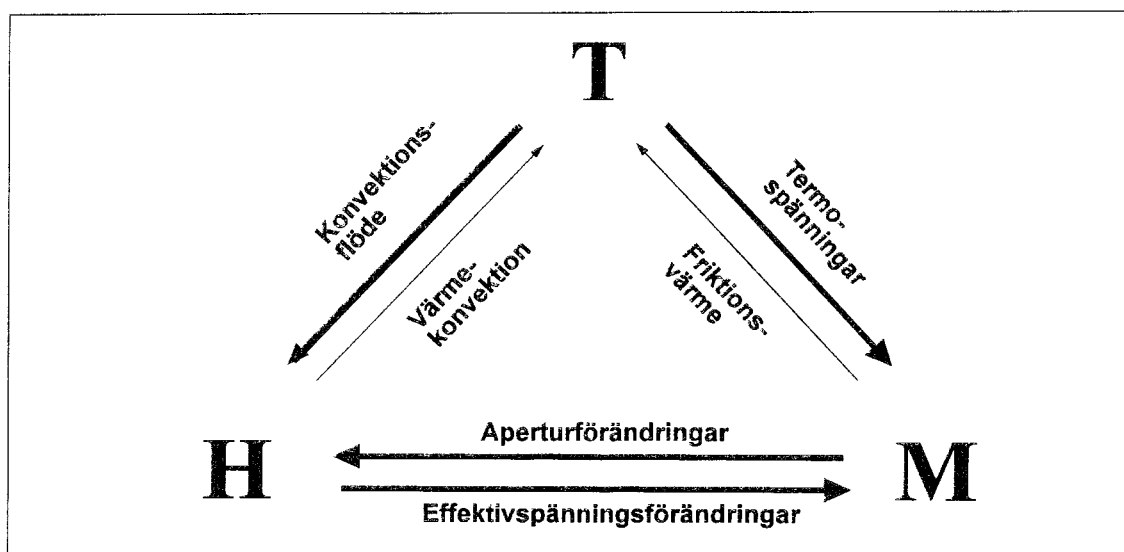 T
Konvektions-
flöde
Värme-
konvektion
Termo-
spänningar
Friktions-
värme
H
Aperturförändringar
M
Effektivspänningsförändringar